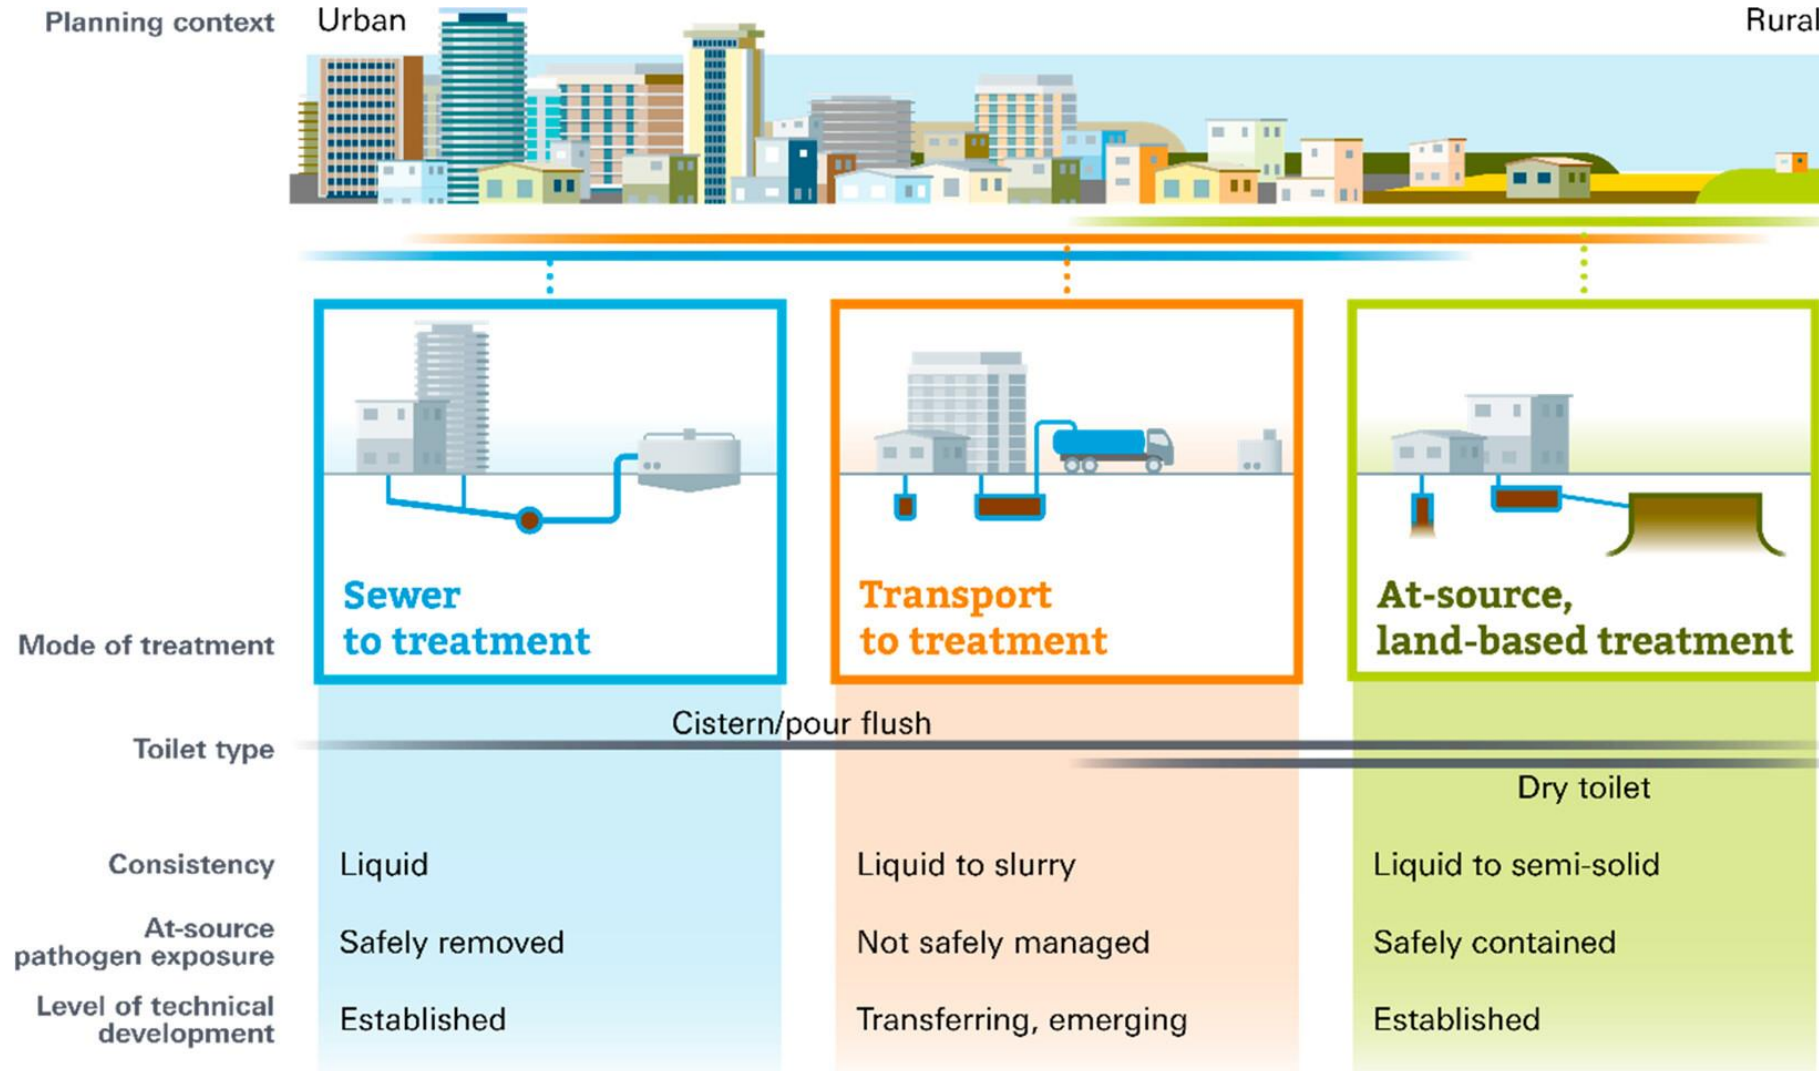 Planning context
Urban
Rural
Mode of treatment
Sewer
to treatment
Transport
to treatment
At-source,
land-based treatment
Toilet type
Cistern/pour flush
Dry toilet
Consistency
Liquid
Liquid to slurry
Liquid to semi-solid
At-source
pathogen exposure
Safely removed
Not safely managed
Safely contained
Level of technical
development
Established
Transferring, emerging
Established